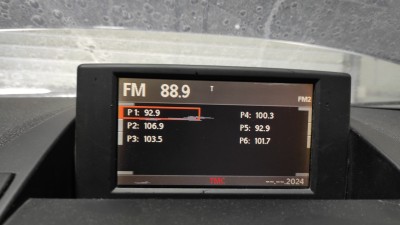 FM 88.9 T
FM2
P 1: 92.9
P2: 106.9
P3: 103.5
P4: 100.3
P5: 92.9
P6: 101.7
--.--.2024